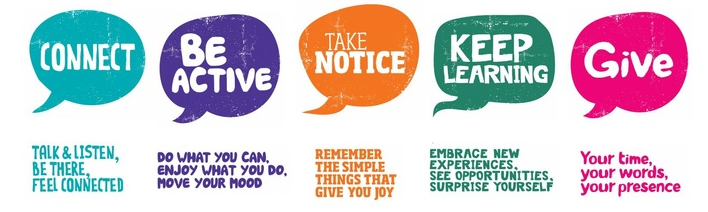 CONNECT
BE
ACTIVE
TAKE
NOTICE
KEEP
LEARNING
Give
TALK & LISTEN,
BE THERE,
FEEL CONNECTED
DO WHAT YOU CAN,
ENJOY WHAT YOU DO,
MOVE YOUR MOOD
REMEMBER
THE SIMPLE
THINGS THAT
GIVE YOU JOY
EMBRACE NEW
EXPERIENCES,
SEE OPPORTUNITIES,
SURPRISE YOURSELF
Your time,
your words,
your presence